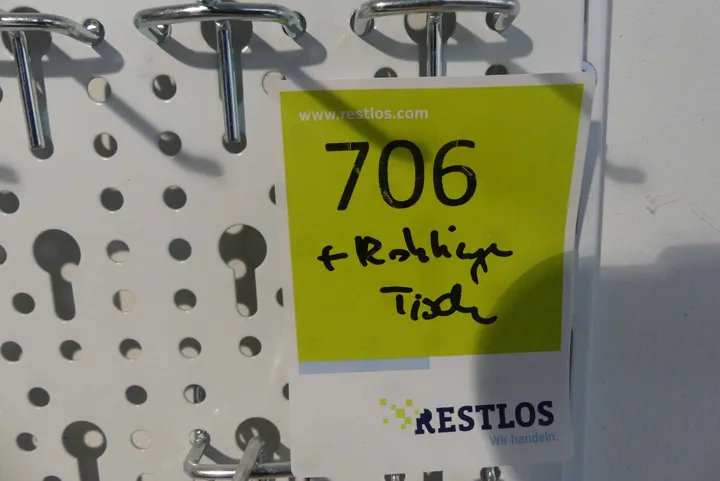 www.restlos.com
706
+
Tisch
RESTLOS
Wir handeln.